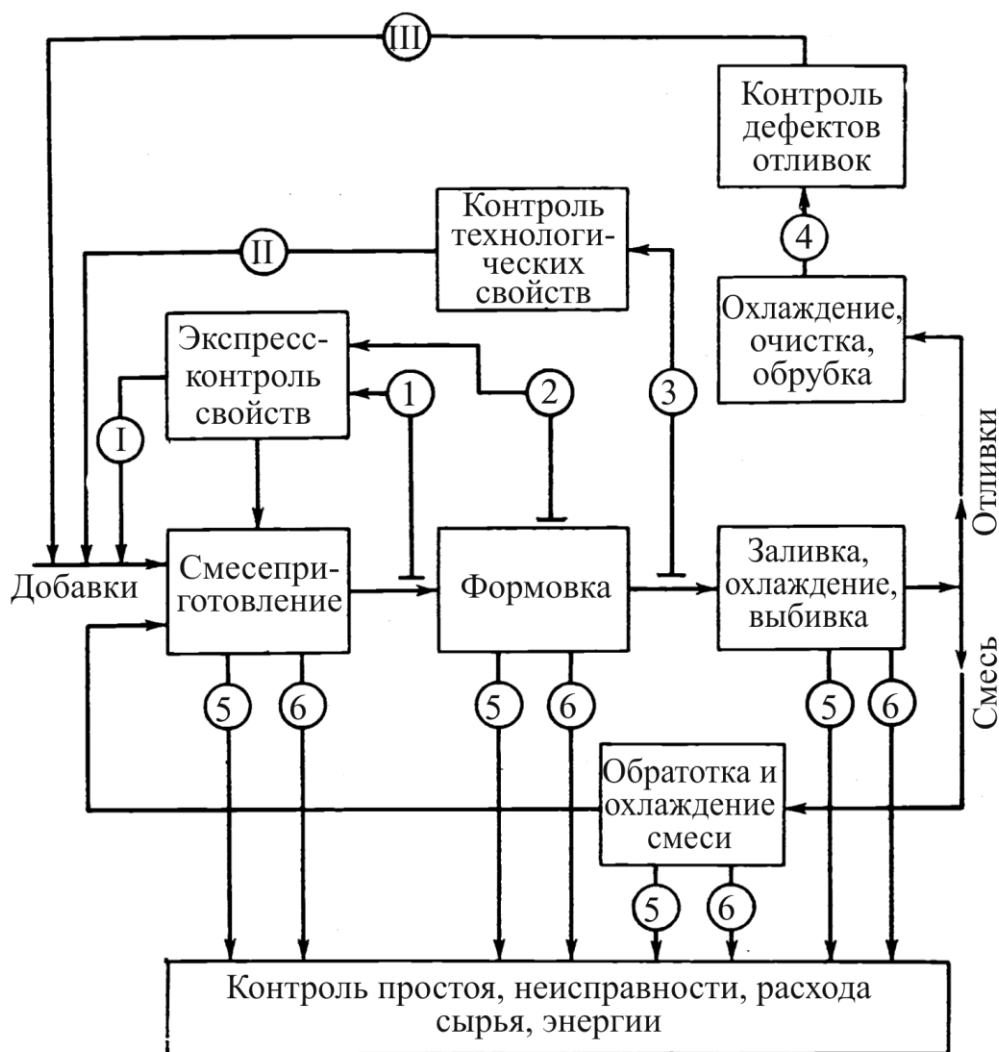 III
Контроль
дефектов
отливок
4
Контроль
технологи-
ческих
свойств
II
Охлаждение,
очистка,
обрубка
Экспресс-
контроль
свойств
1
2
3
I
Отливки
Добавки
Смесепри-
готовление
Формовка
Заливка,
охлаждение,
выбивка
Смесь
5
6
5
6
5
6
Обратотка и
охлаждение
смеси
5
6
Контроль простоя, неисправности, расхода
сырья, энергии